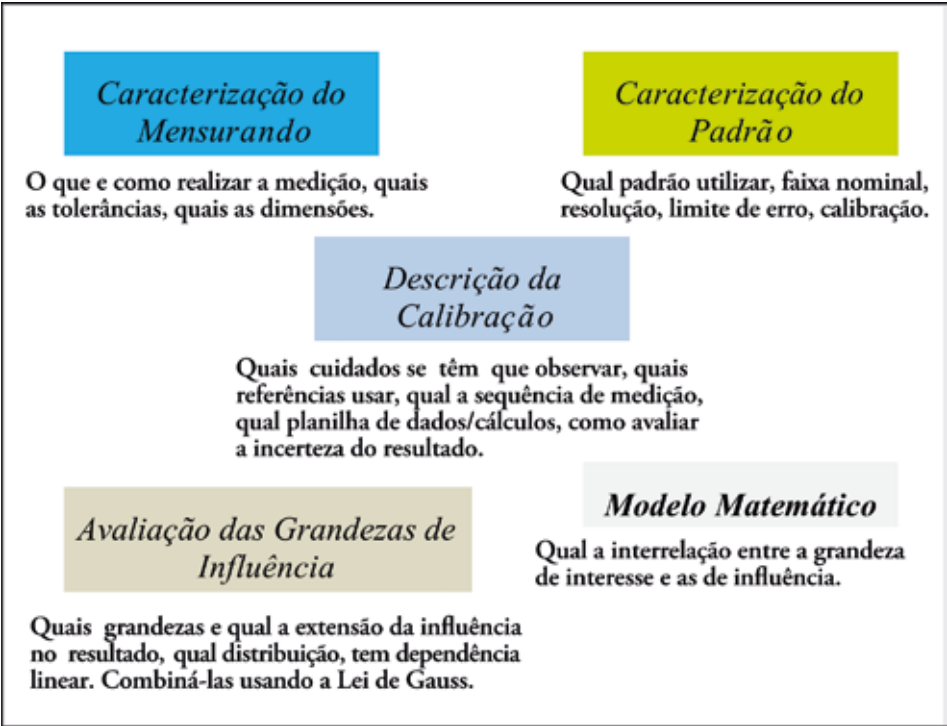 Caracterização do
Mensurando
O que e como realizar a medição, quais
as tolerâncias, quais as dimensões.
Caracterização do
Padrão
Qual padrão utilizar, faixa nominal,
resolução, limite de erro, calibração.
Descrição da
Calibração
Quais cuidados se têm que observar, quais
referências usar, qual a sequência de medição,
qual planilha de dados/cálculos, como avaliar
a incerteza do resultado.
Avaliação das Grandezas de
Influência
Quais grandezas e qual a extensão da influência
no resultado, qual distribuição, tem dependência
linear. Combiná-las usando a Lei de Gauss.
Modelo Matemático
Qual a interrelação entre a grandeza
de interesse e as de influência.